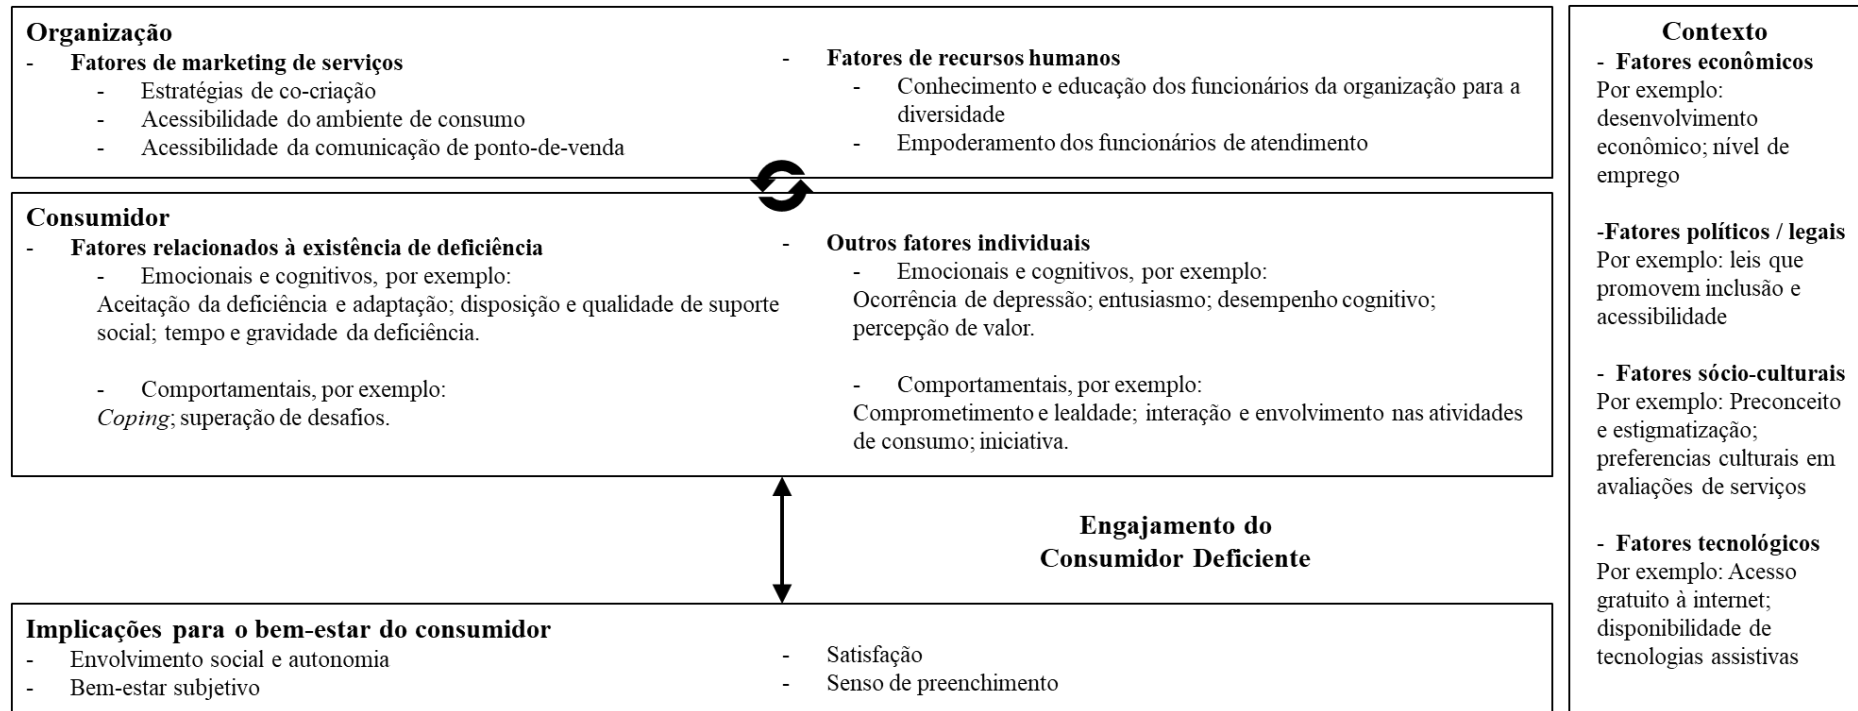 Organização
- Fatores de marketing de serviços
- Estratégias de co-criação
- Acessibilidade do ambiente de consumo
- Acessibilidade da comunicação de ponto-de-venda
- Fatores de recursos humanos
- Conhecimento e educação dos funcionários da organização para a
diversidade
- Empoderamento dos funcionários de atendimento
Consumidor
- Fatores relacionados à existência de deficiência
- Emocionais e cognitivos, por exemplo:
Aceitação da deficiência e adaptação; disposição e qualidade de suporte
social; tempo e gravidade da deficiência.
- Comportamentais, por exemplo:
Coping; superação de desafios.
- Outros fatores individuais
- Emocionais e cognitivos, por exemplo:
Ocorrência de depressão; entusiasmo; desempenho cognitivo;
percepção de valor.
- Comportamentais, por exemplo:
Comprometimento e lealdade; interação e envolvimento nas atividades
de consumo; iniciativa.
Engajamento do
Consumidor Deficiente
Implicações para o bem-estar do consumidor
- Envolvimento social e autonomia
- Bem-estar subjetivo
- Satisfação
- Senso de preenchimento
Contexto
- Fatores econômicos
Por exemplo:
desenvolvimento
econômico; nível de
emprego
-Fatores políticos / legais
Por exemplo: leis que
promovem inclusão e
acessibilidade
- Fatores sócio-culturais
Por exemplo: Preconceito
e estigmatização;
preferencias culturais em
avaliações de serviços
- Fatores tecnológicos
Por exemplo: Acesso
gratuito à internet;
disponibilidade de
tecnologias assistivas